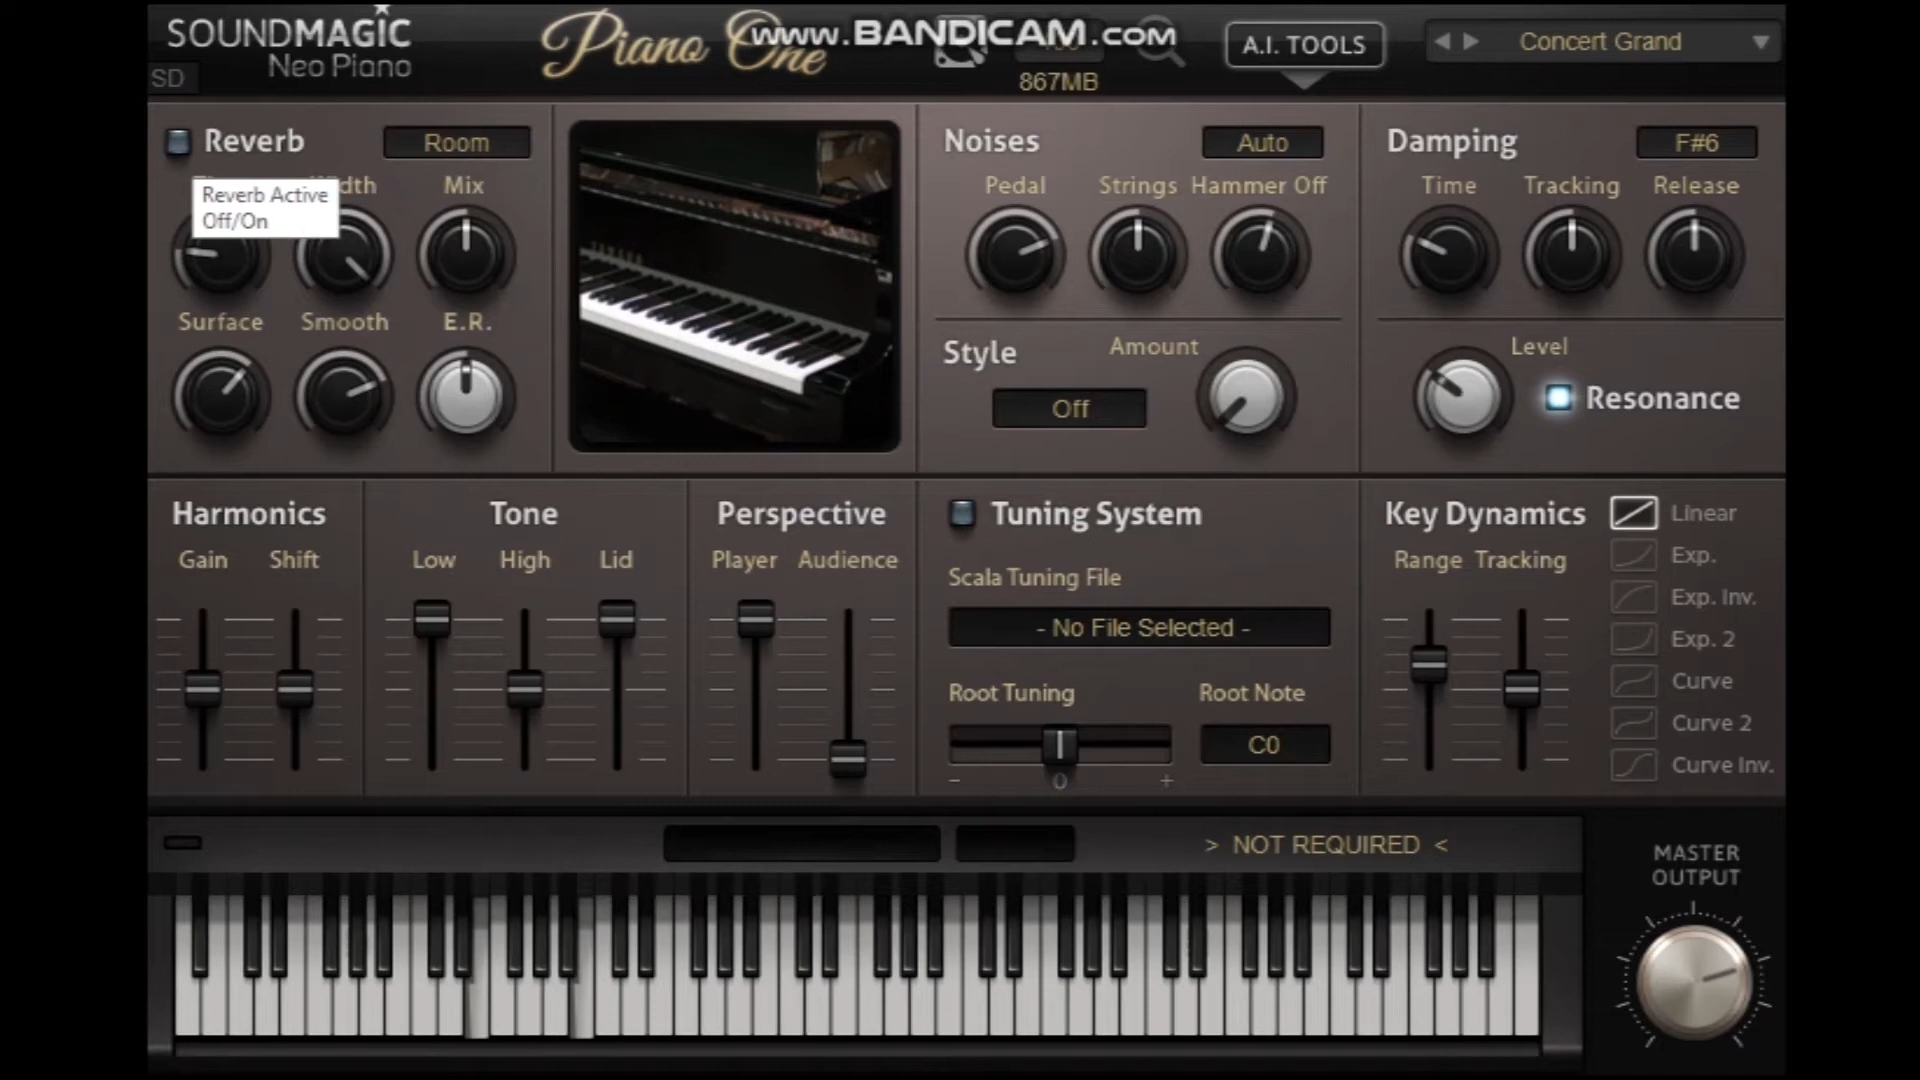 SOUNDMAGIC
Neo Piano
SD
Piano One
www.BANDICAM.com
867MB
A.I. TOOLS
Concert Grand
Reverb
Room
Mix
Reverb Active
Off/On
Surface
Smooth
E.R.
Noises
Auto
Pedal
Strings
Hammer Off
Style
Amount
Off
Damping
F#6
Time
Tracking
Release
Level
Resonance
Harmonics
Gain
Shift
Tone
Low
High
Lid
Perspective
Player
Audience
Tuning System
Scala Tuning File
- No File Selected -
Root Tuning
Root Note
C0
- 0 +
Key Dynamics
Range
Tracking
Linear
Exp.
Exp. Inv.
Exp. 2
Curve
Curve 2
Curve Inv.
> NOT REQUIRED <
MASTER
OUTPUT